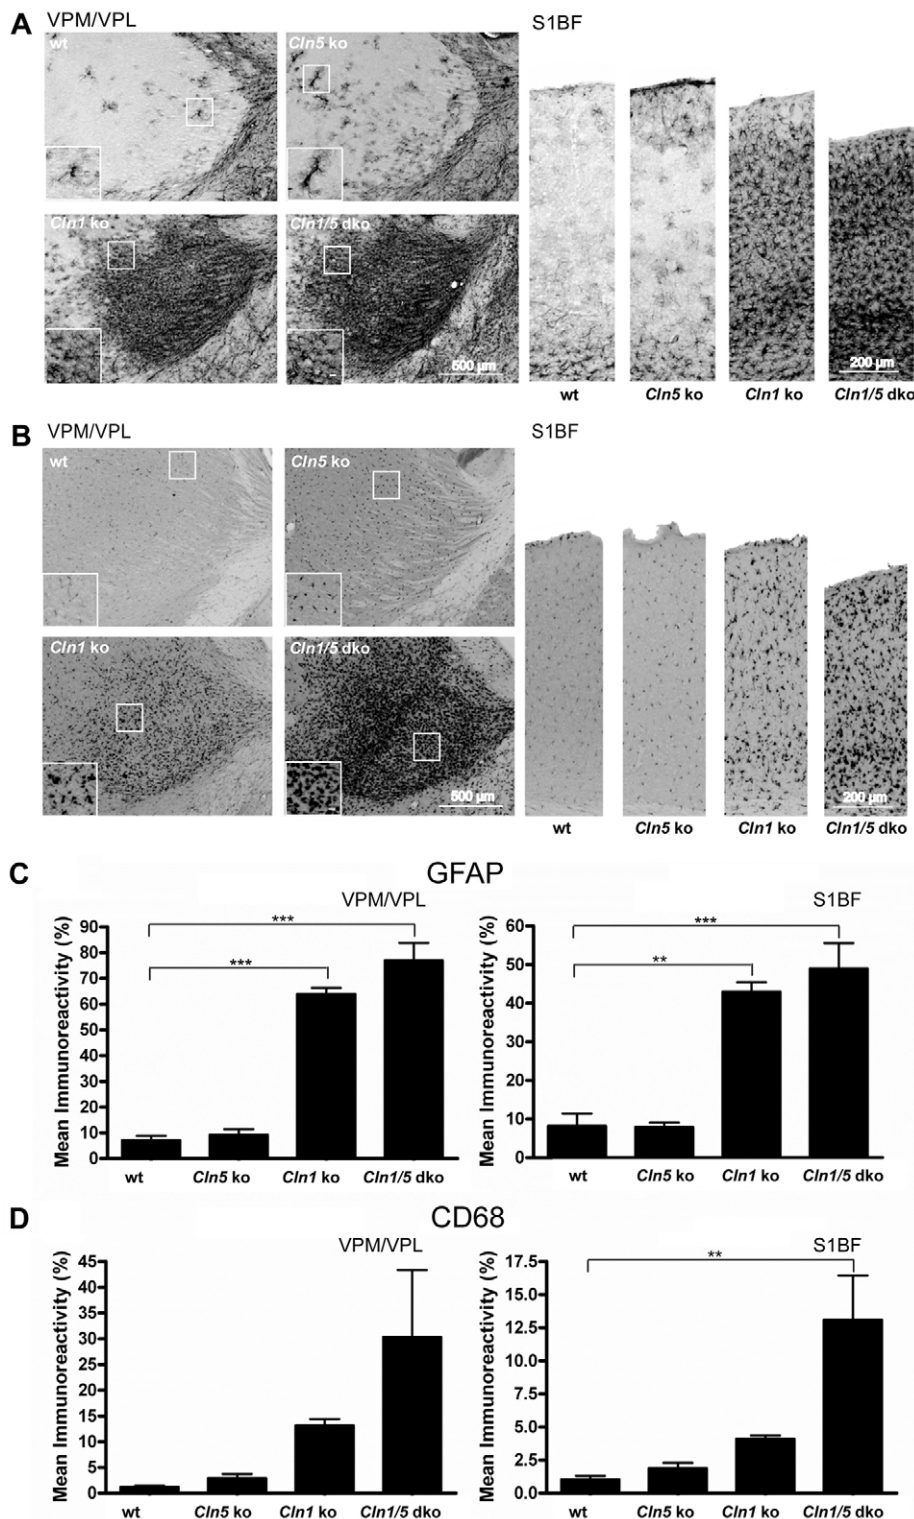 A
VPM/VPL
S1BF
wt
Cln5 ko
Cln1 ko
Cln1/5 dko
500 µm
200 µm
wt
Cln5 ko
Cln1 ko
Cln1/5 dko
B
VPM/VPL
S1BF
wt
Cln5 ko
Cln1 ko
Cln1/5 dko
500 µm
200 µm
wt
Cln5 ko
Cln1 ko
Cln1/5 dko
C
GFAP
VPM/VPL
Mean Immunoreactivity (%)
90
80
70
60
50
40
30
20
10
0
***
***
wt
Cln5 ko
Cln1 ko
Cln1/5 dko
S1BF
Mean Immunoreactivity (%)
60
50
40
30
20
10
0
***
**
wt
Cln5 ko
Cln1 ko
Cln1/5 dko
D
CD68
VPM/VPL
Mean Immunoreactivity (%)
45
40
35
30
25
20
15
10
5
0
wt
Cln5 ko
Cln1 ko
Cln1/5 dko
S1BF
Mean Immunoreactivity (%)
17.5
15.0
12.5
10.0
7.5
5.0
2.5
0.0
**
wt
Cln5 ko
Cln1 ko
Cln1/5 dko